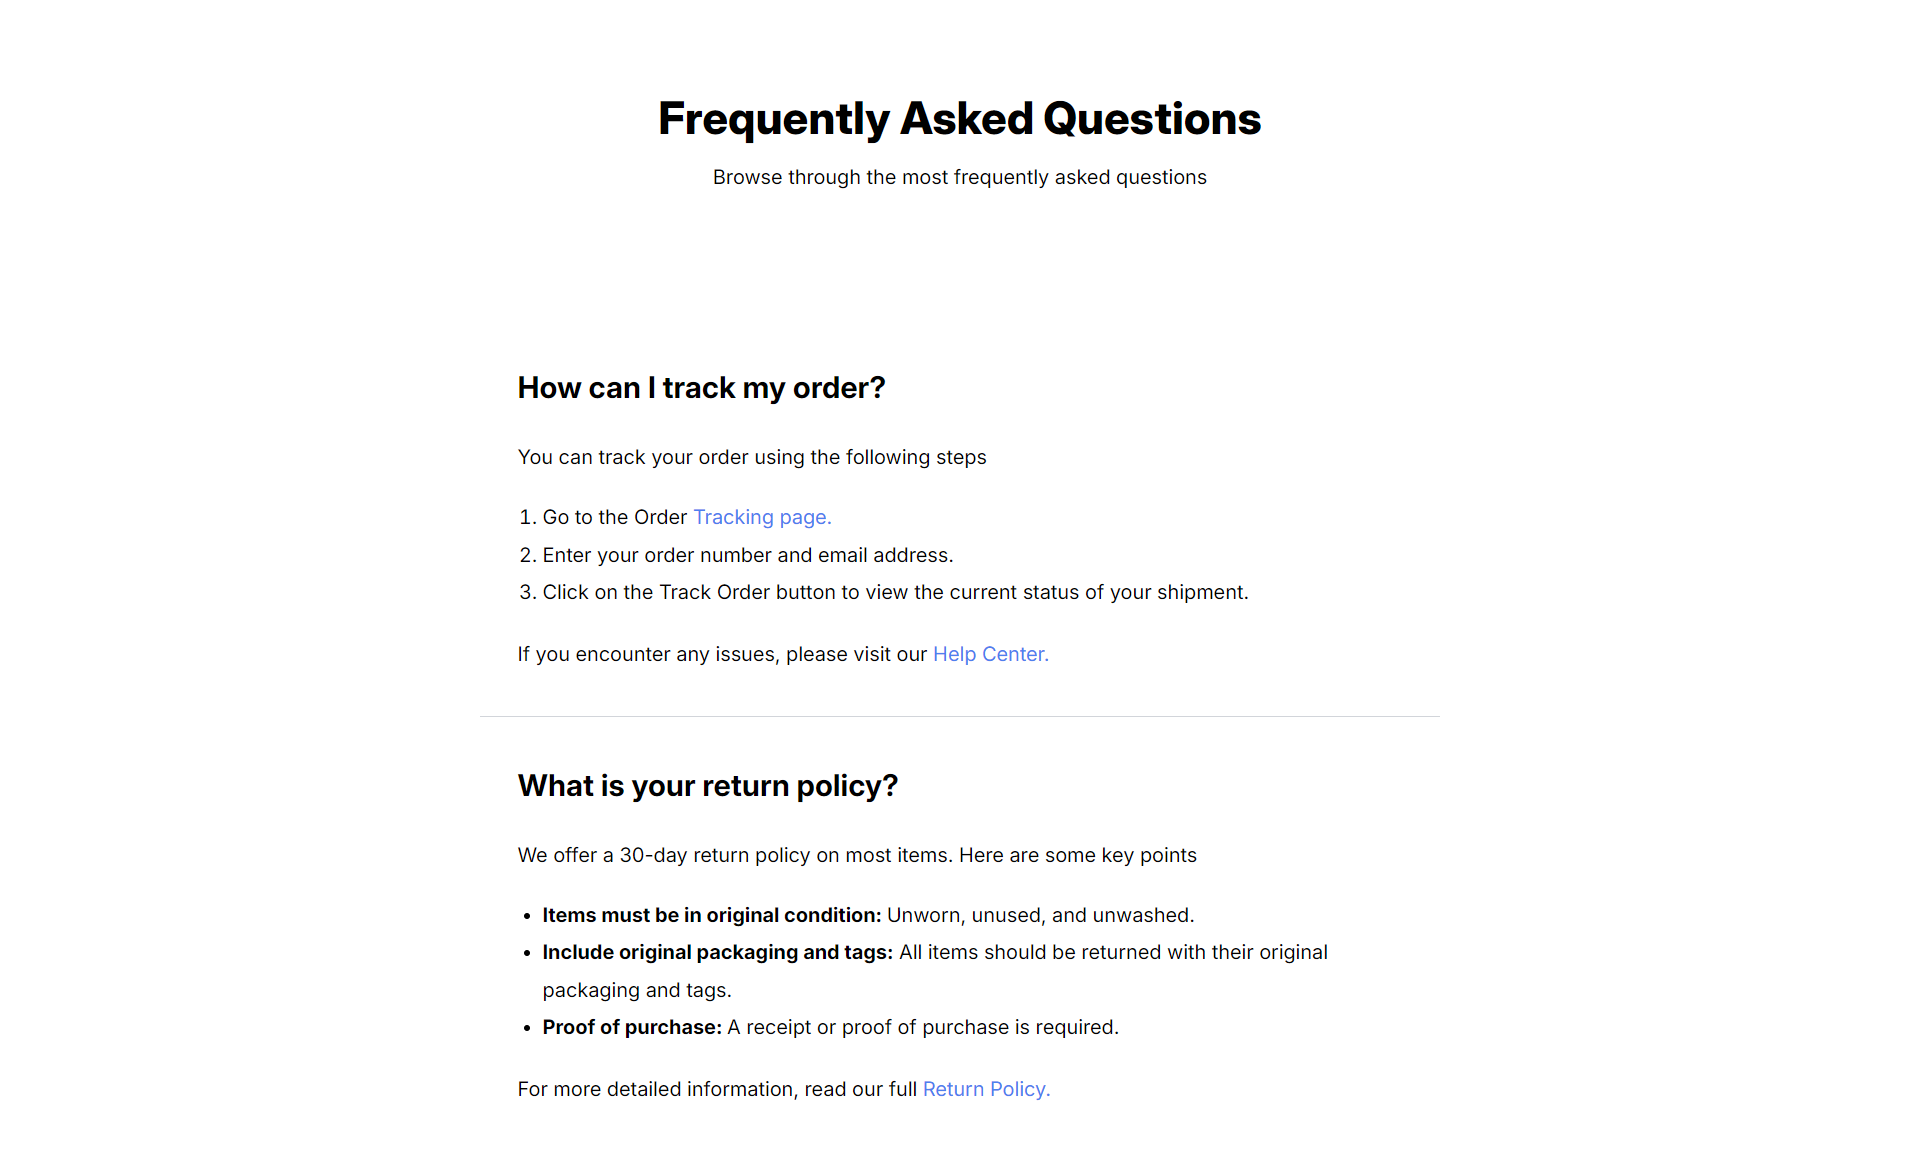 Frequently Asked Questions
Browse through the most frequently asked questions
How can I track my order?
You can track your order using the following steps
1. Go to the Order Tracking page.
2. Enter your order number and email address.
3. Click on the Track Order button to view the current status of your shipment.
If you encounter any issues, please visit our Help Center.
What is your return policy?
We offer a 30-day return policy on most items. Here are some key points
• Items must be in original condition: Unworn, unused, and unwashed.
• Include original packaging and tags: All items should be returned with their original
packaging and tags.
• Proof of purchase: A receipt or proof of purchase is required.
For more detailed information, read our full Return Policy.